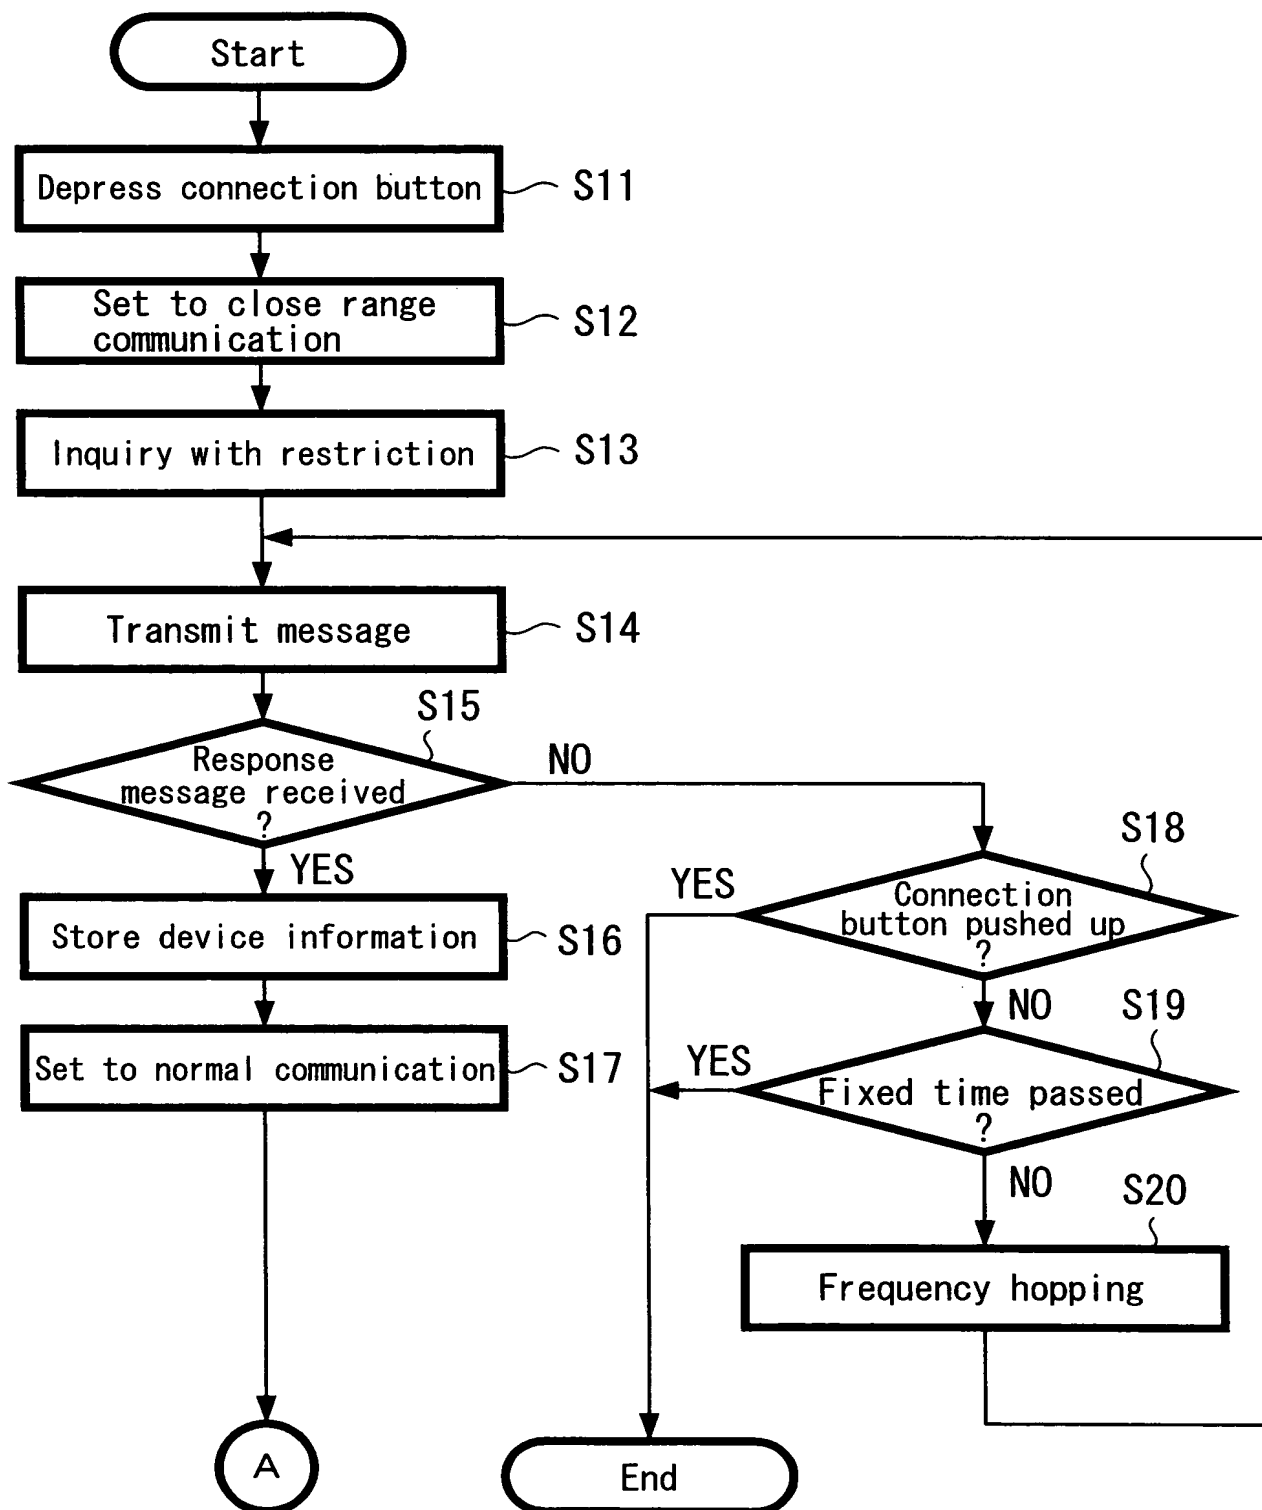 Start
Depress connection button
S11
Set to close range
communication
S12
Inquiry with restriction
S13
Transmit message
S14
S15
Response
message received
?
NO
YES
Store device information
S16
Set to normal communication
S17
A
S18
YES
Connection
button pushed up
?
NO
S19
YES
Fixed time passed
?
NO
S20
Frequency hopping
End